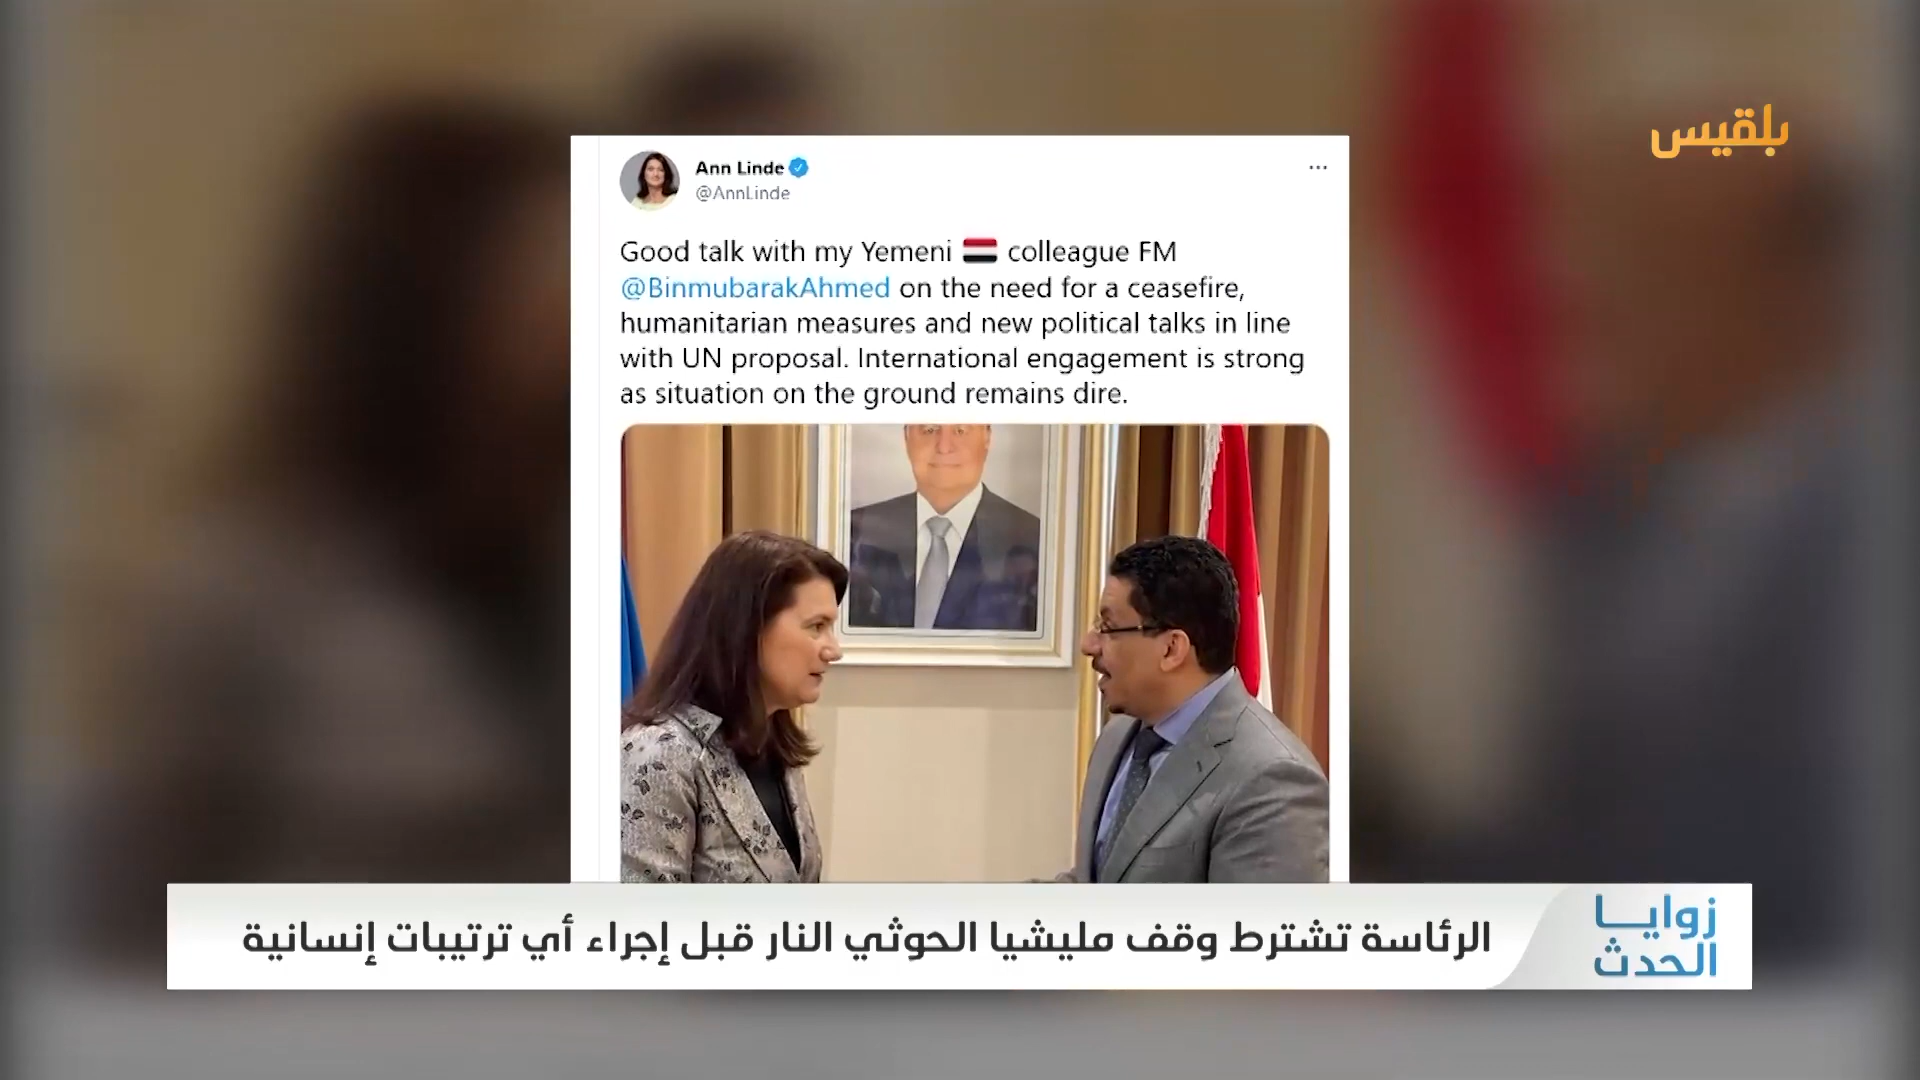 بلقيس
Ann Linde
@AnnLinde
Good talk with my Yemeni 🇾🇪 colleague FM
@BinmubarakAhmed on the need for a ceasefire,
humanitarian measures and new political talks in line
with UN proposal. International engagement is strong
as situation on the ground remains dire.
زوايا
الحدث
الرئاسة تشترط وقف مليشيا الحوثي النار قبل إجراء أي ترتيبات إنسانية